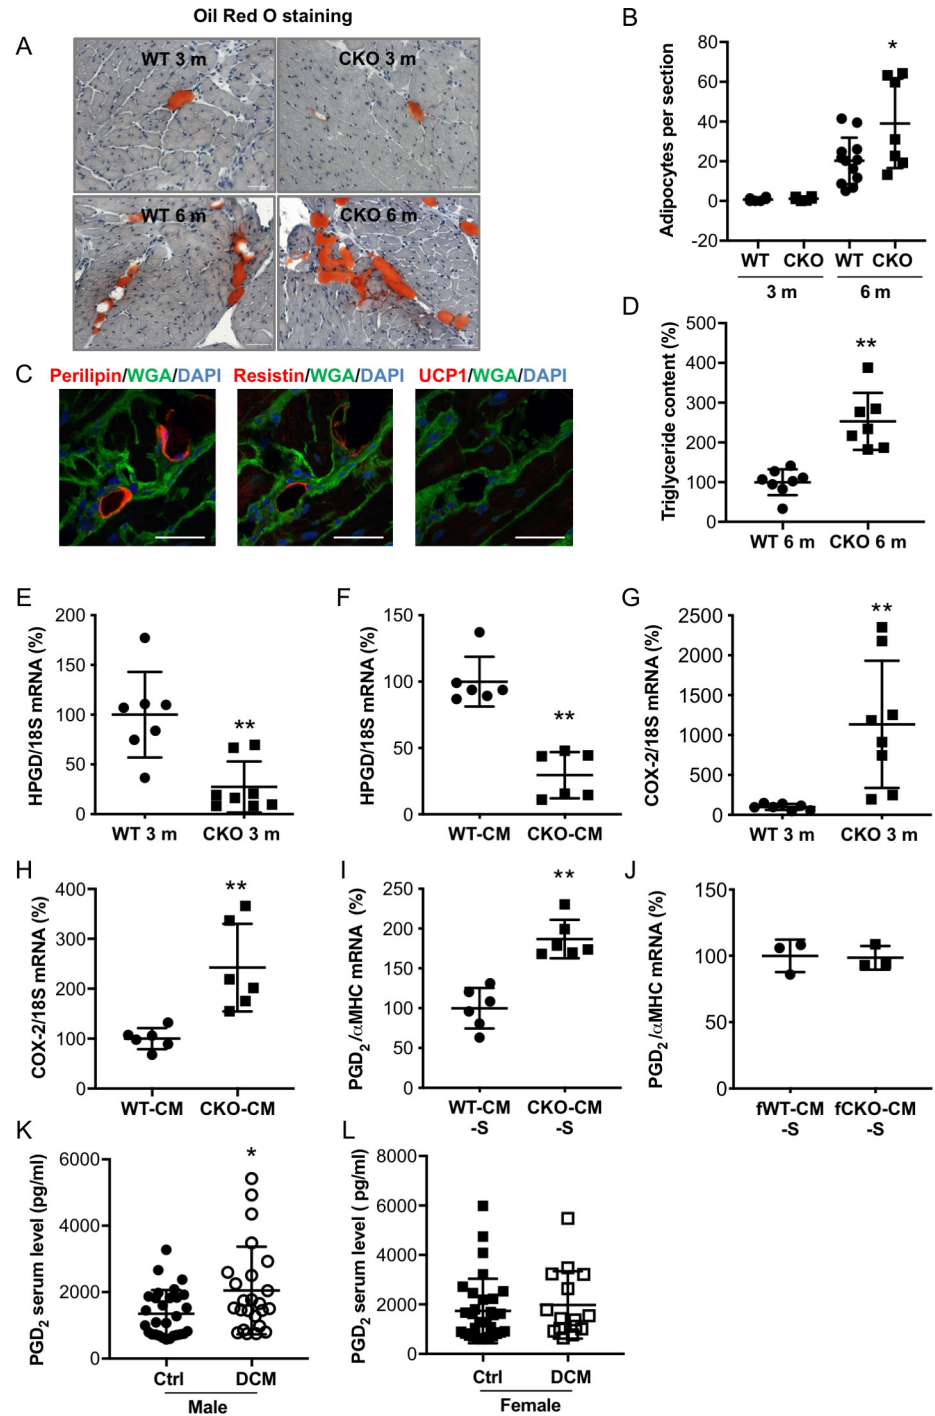 Oil Red O staining
A
WT 3 m
CKO 3 m
WT 6 m
CKO 6 m
B
Adipocytes per section
80
60
40
20
0
-20
*
WT CKO WT CKO
3 m 6 m
C
Perilipin/WGA/DAPI
Resistin/WGA/DAPI
UCP1/WGA/DAPI
D
Triglyceride content (%)
500
400
300
200
100
0
**
WT 6 m CKO 6 m
E
HPGD/18S mRNA (%)
200
150
100
50
0
**
WT 3 m CKO 3 m
F
HPGD/18S mRNA (%)
150
100
50
0
**
WT-CM CKO-CM
G
COX-2/18S mRNA (%)
2500
2000
1500
1000
500
0
**
WT 3 m CKO 3 m
H
COX-2/18S mRNA (%)
400
300
200
100
0
**
WT-CM CKO-CM
I
PGD₂/αMHC mRNA (%)
250
200
150
100
50
0
**
WT-CM CKO-CM
-S -S
J
PGD₂/αMHC mRNA (%)
150
100
50
0
fWT-CM fCKO-CM
-S -S
K
PGD₂ serum level (pg/ml)
6000
4000
2000
0
*
Ctrl DCM
Male
L
PGD₂ serum level ( pg/ml)
8000
6000
4000
2000
0
Ctrl DCM
Female